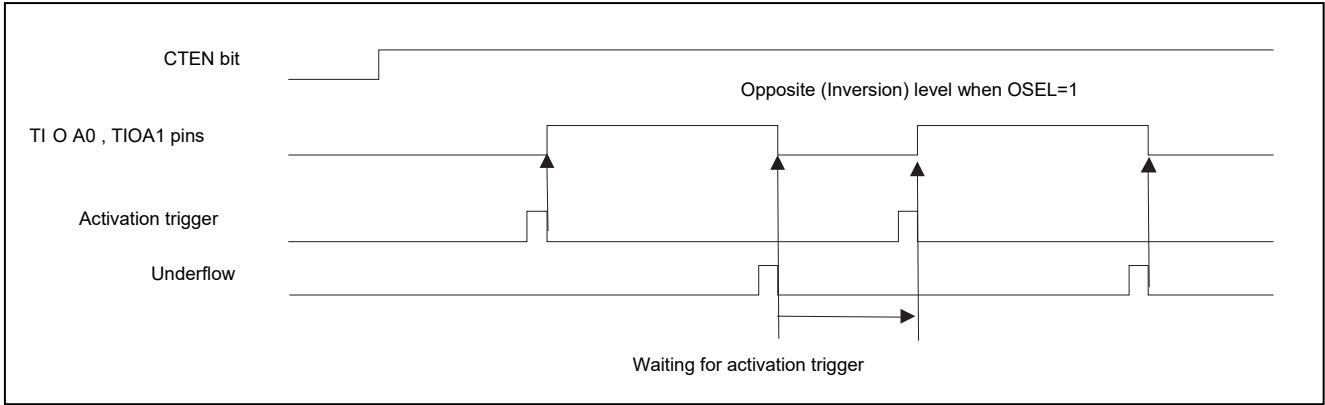 CTEN bit
Opposite (Inversion) level when OSEL=1
TI O A0 , TIOA1 pins
Activation trigger
Underflow
Waiting for activation trigger